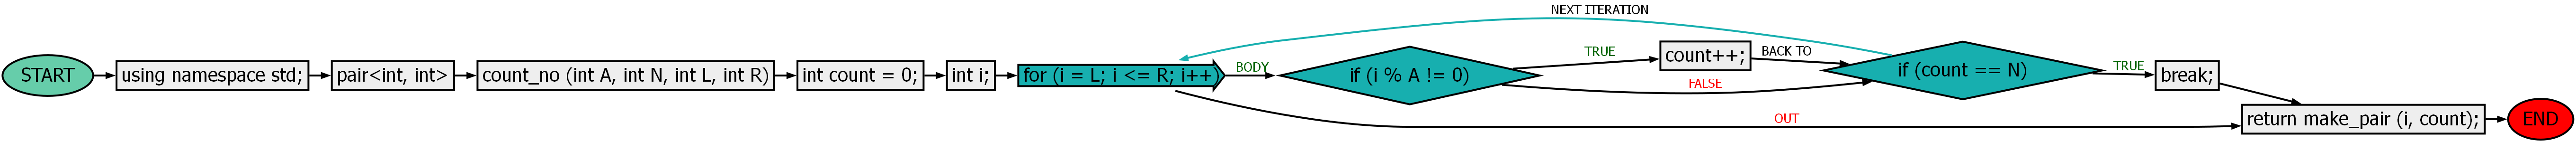 NEXT ITERATION
START
using namespace std;
pair<int, int>
count_no (int A, int N, int L, int R)
int count = 0;
int i;
for (i = L; i <= R; i++)
BODY
if (i % A != 0)
TRUE
count++;
BACK TO
FALSE
if (count == N)
TRUE
break;
OUT
return make_pair (i, count);
END